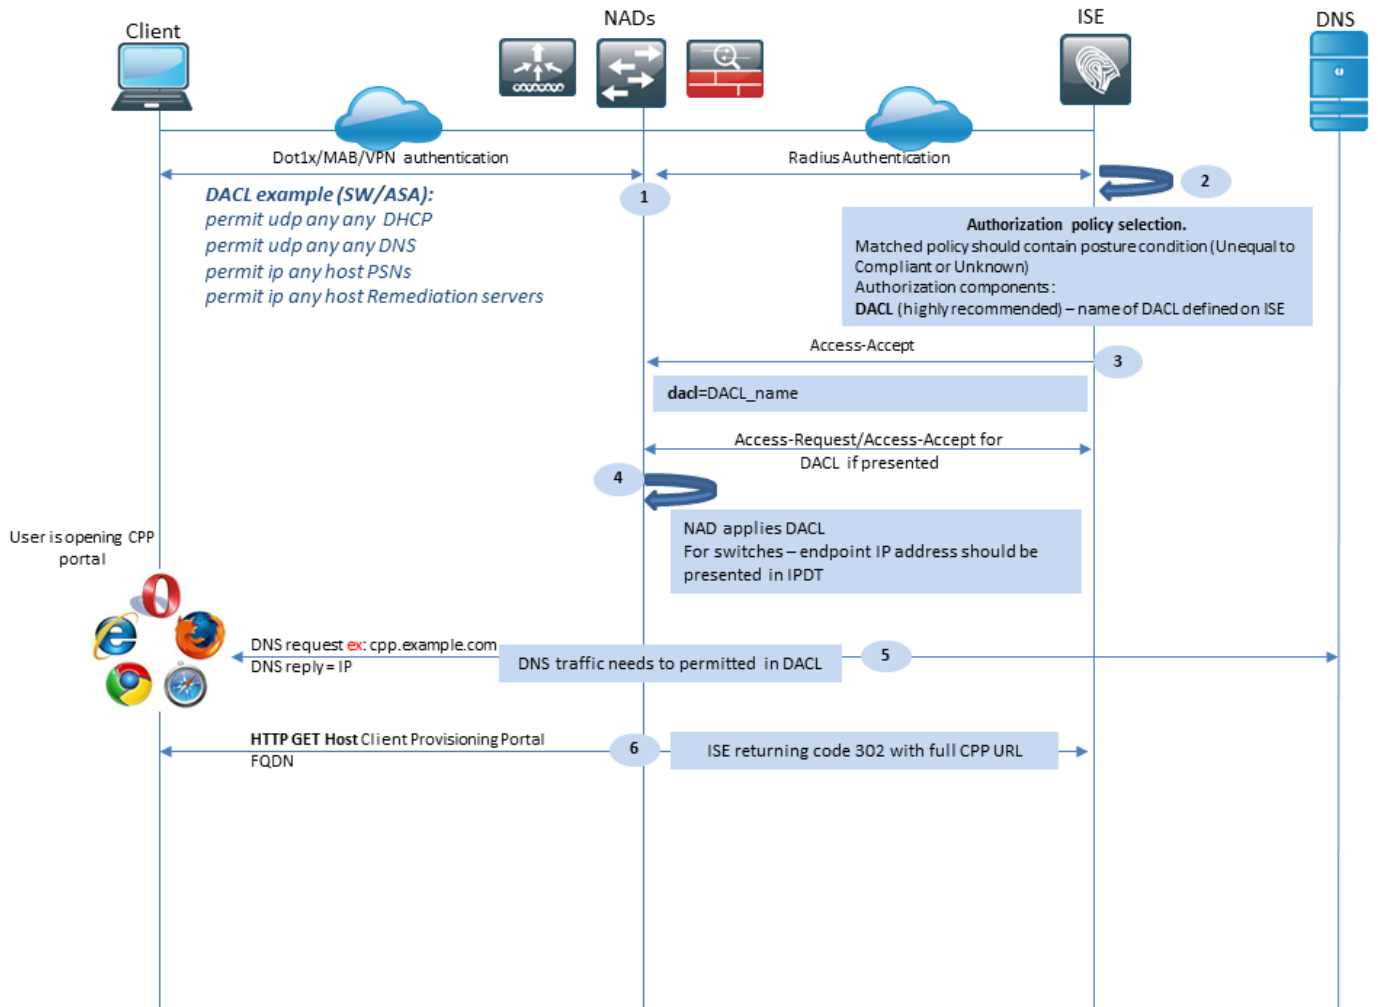 Client
NADs
ISE
DNS
Dot1x/MAB/VPN authentication
Radius Authentication
1
2
DACL example (SW/ASA):
permit udp any any DHCP
permit udp any any DNS
permit ip any host PSNs
permit ip any host Remediation servers
Authorization policy selection.
Matched policy should contain posture condition (Unequal to
Compliant or Unknown)
Authorization components:
DACL (highly recommended) – name of DACL defined on ISE
Access-Accept
3
dacl=DACL_name
Access-Request/Access-Accept for
DACL if presented
4
NAD applies DACL
For switches – endpoint IP address should be
presented in IPDT
User is opening CPP
portal
DNS request ex: cpp.example.com
DNS reply = IP
DNS traffic needs to permitted in DACL
5
HTTP GET Host Client Provisioning Portal
FQDN
6
ISE returning code 302 with full CPP URL